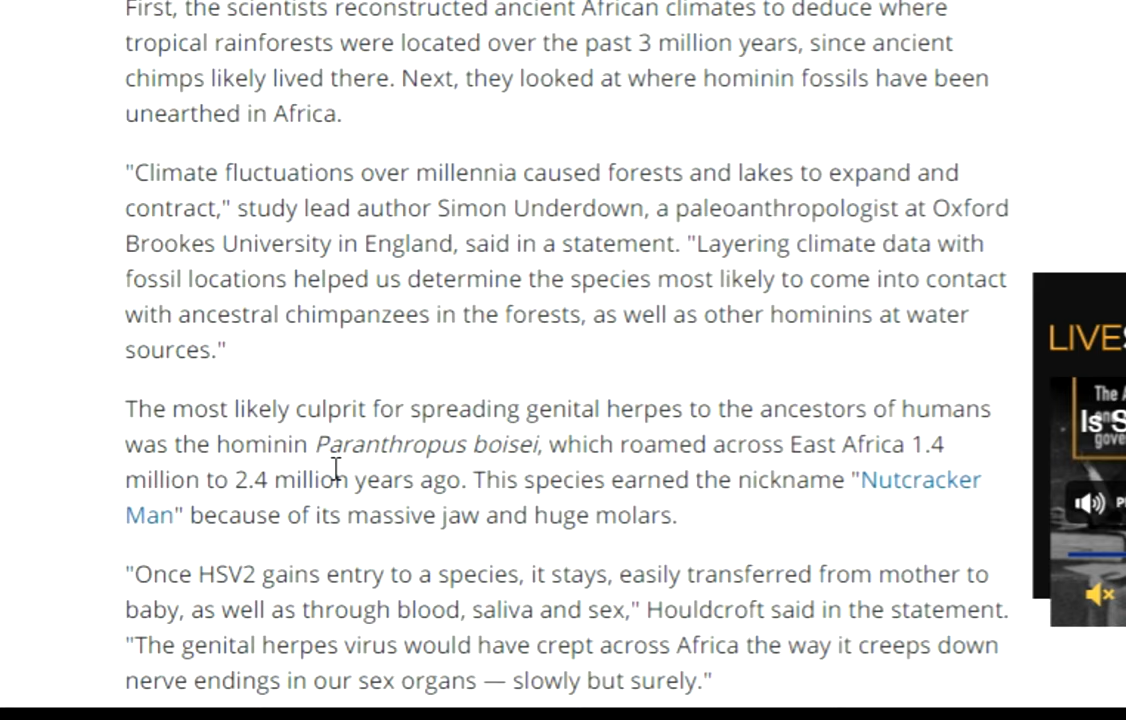 First, the scientists reconstructed ancient African climates to deduce where
tropical rainforests were located over the past 3 million years, since ancient
chimps likely lived there. Next, they looked at where hominin fossils have been
unearthed in Africa.
"Climate fluctuations over millennia caused forests and lakes to expand and
contract," study lead author Simon Underdown, a paleoanthropologist at Oxford
Brookes University in England, said in a statement. "Layering climate data with
fossil locations helped us determine the species most likely to come into contact
with ancestral chimpanzees in the forests, as well as other hominins at water
sources."
The most likely culprit for spreading genital herpes to the ancestors of humans
was the hominin Paranthropus boisei, which roamed across East Africa 1.4
million to 2.4 million years ago. This species earned the nickname "Nutcracker
Man" because of its massive jaw and huge molars.
"Once HSV2 gains entry to a species, it stays, easily transferred from mother to
baby, as well as through blood, saliva and sex," Houldcroft said in the statement.
"The genital herpes virus would have crept across Africa the way it creeps down
nerve endings in our sex organs — slowly but surely."
LIVES
The A
Is S
gove